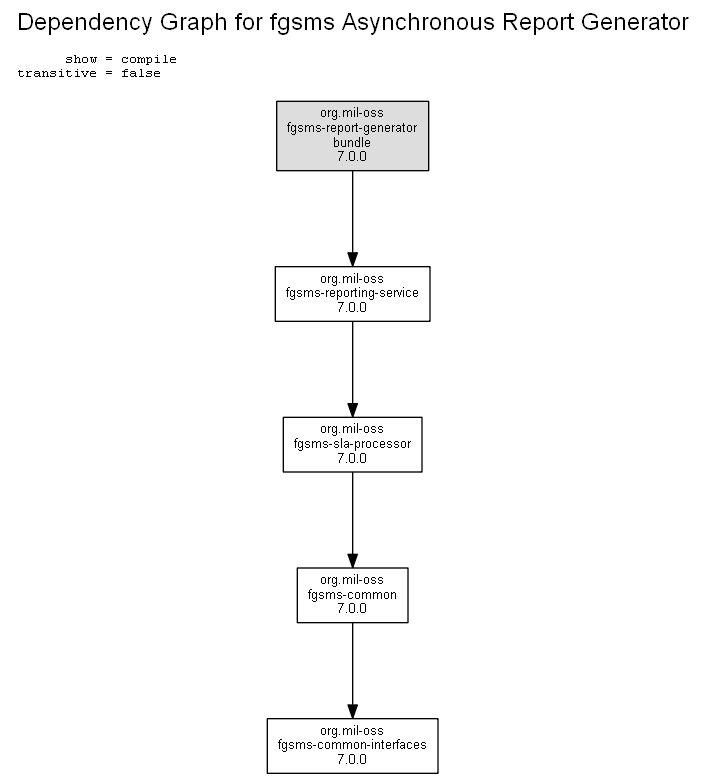 Dependency Graph for fgsms Asynchronous Report Generator
show = compile
transitive = false
org.mil-oss
fgsms-report-generator
bundle
7.0.0
org.mil-oss
fgsms-reporting-service
7.0.0
org.mil-oss
fgsms-sla-processor
7.0.0
org.mil-oss
fgsms-common
7.0.0
org.mil-oss
fgsms-common-interfaces
7.0.0